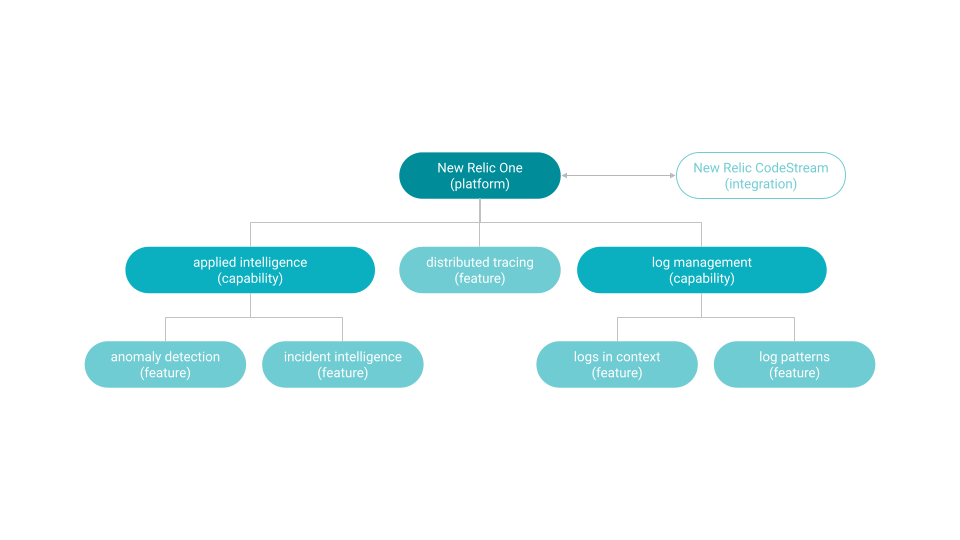 New Relic One
(platform)
New Relic CodeStream
(integration)
applied intelligence
(capability)
distributed tracing
(feature)
log management
(capability)
anomaly detection
(feature)
incident intelligence
(feature)
logs in context
(feature)
log patterns
(feature)